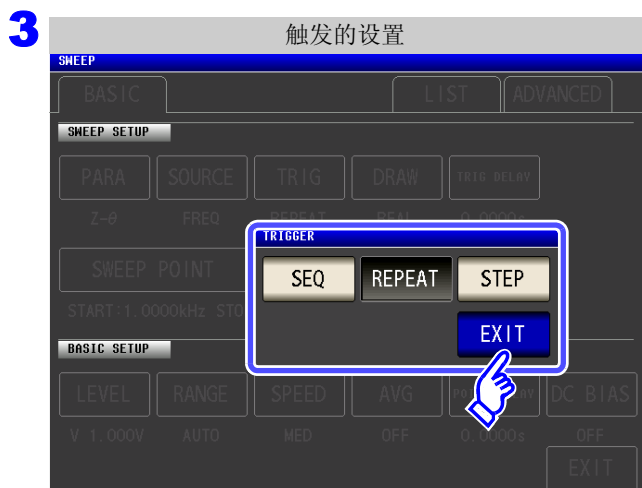 3
触发的设置
SWEEP
BASIC LIST ADVANCED
SWEEP SETUP
PARA SOURCE TRIG DRAW TRIG DELAY
Z-θ FREQ REPEAT REAL 0.0000s
TRIGGER
SWEEP POINT
SEQ REPEAT STEP
START:1.0000kHz STO
EXIT
BASIC SETUP
LEVEL RANGE SPEED AVG DC BIAS
V 1.000V AUTO MED OFF 0.0000s OFF
EXIT